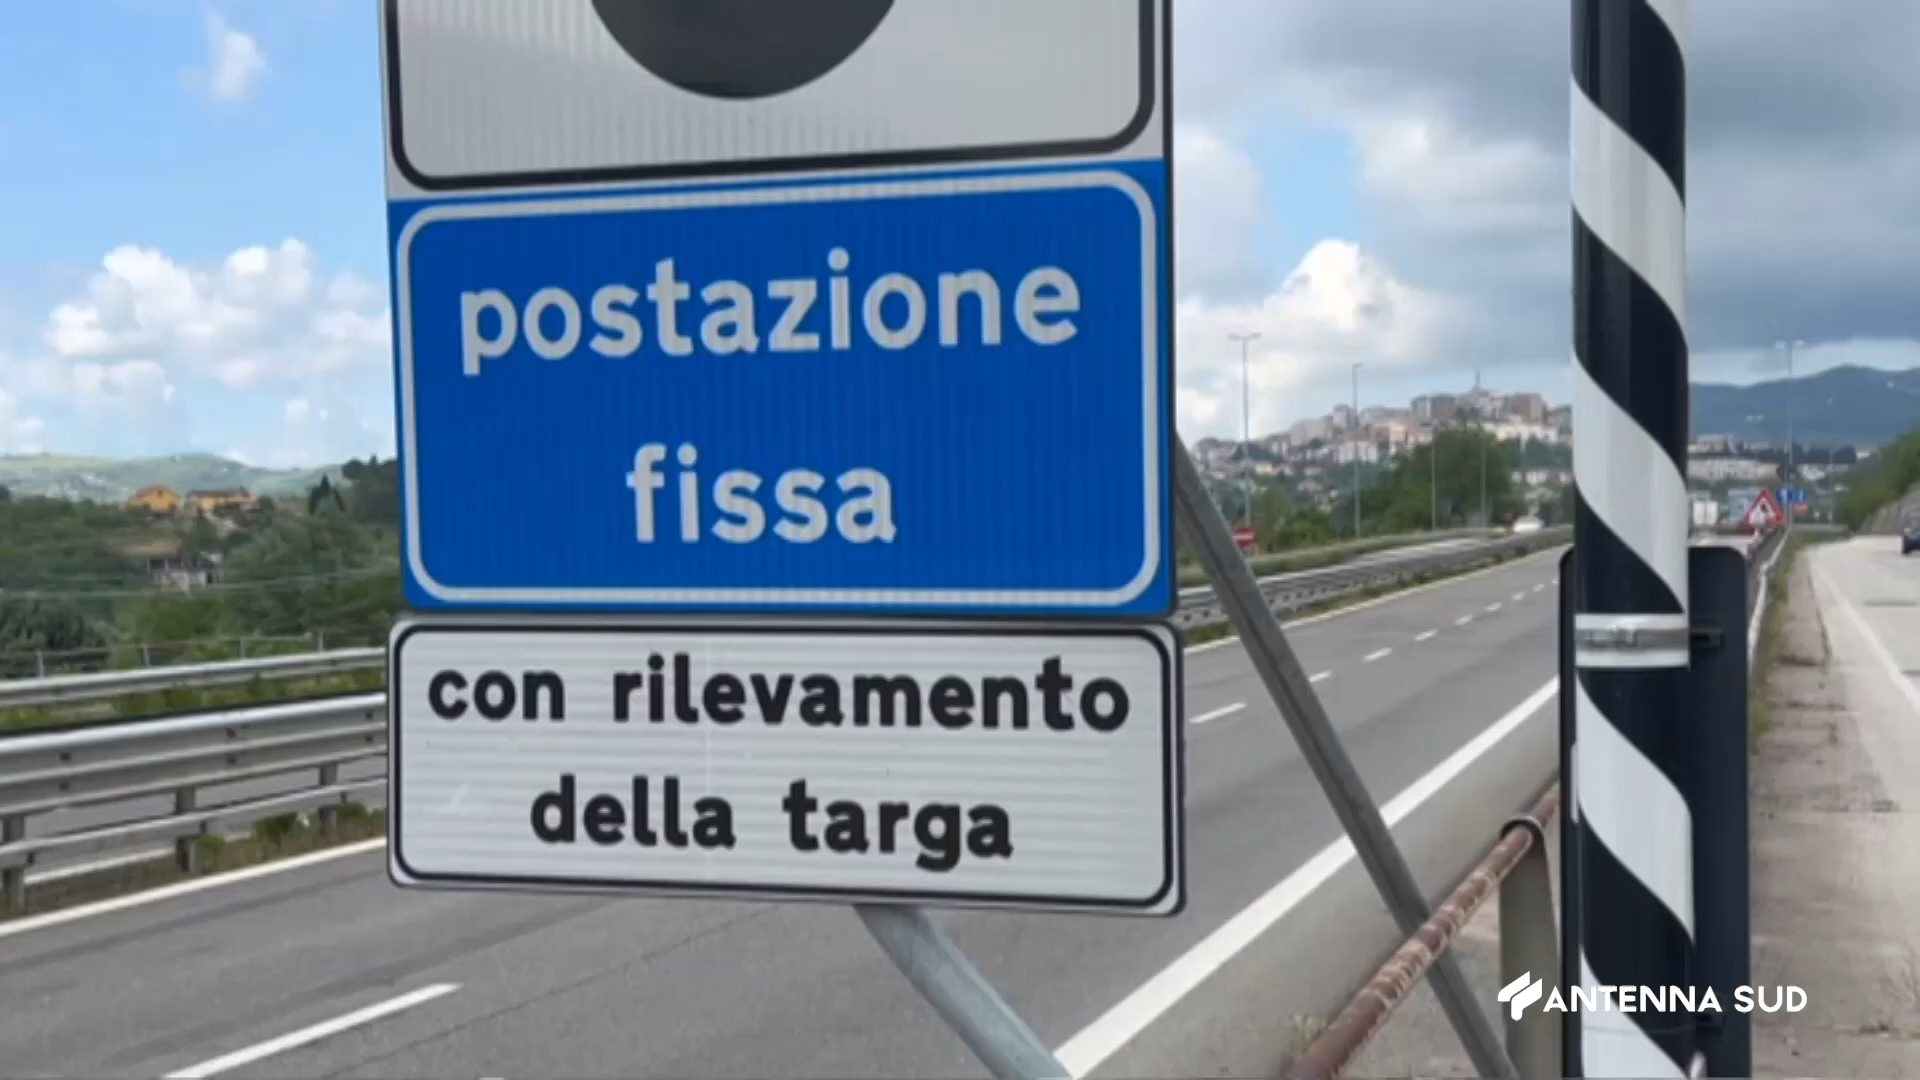 postazione
fissa
con rilevamento
della targa
ANTENNA SUD